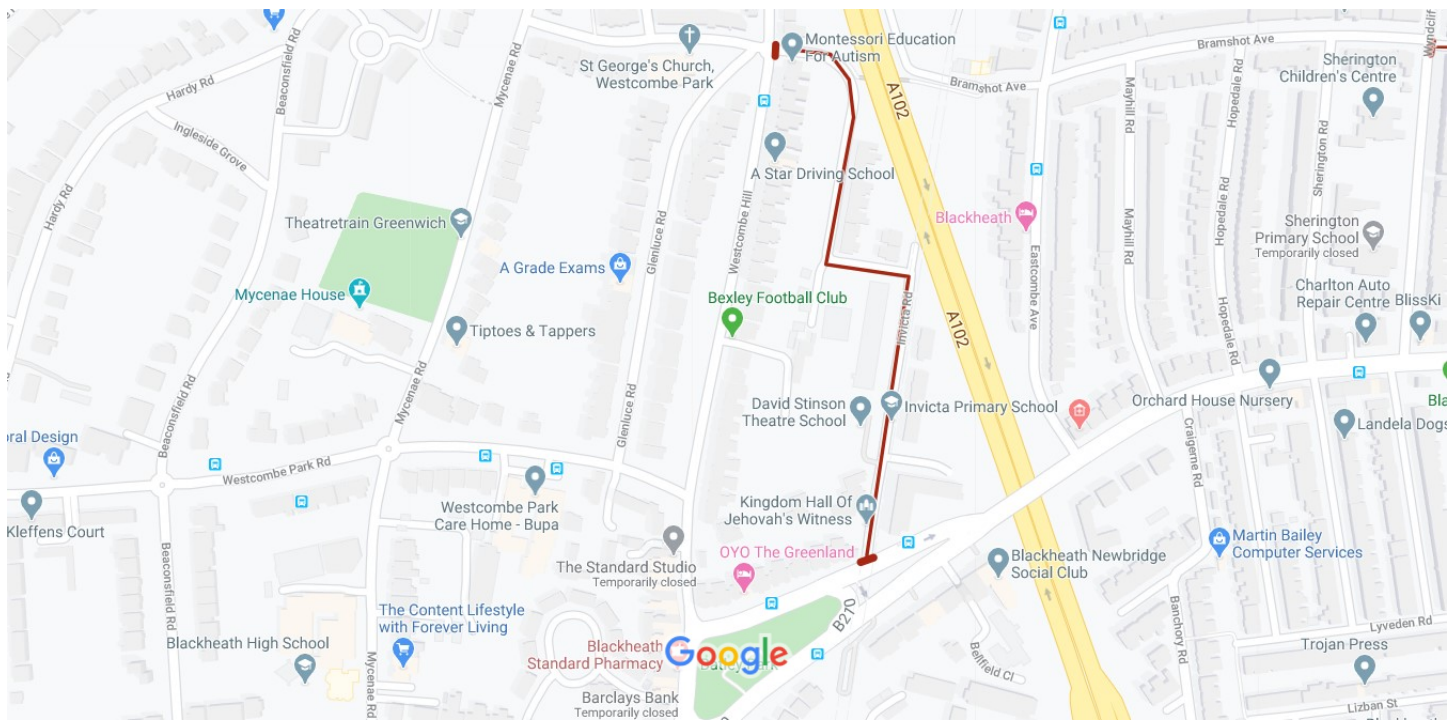 Montessori Education
For Autism
St George's Church,
Westcombe Park
Bramshot Ave
Bramshot Ave
Sherington
Children's Centre
Beaconsfield Rd
Mycenae Rd
Hardy Rd
A102
Mayhill Rd
Hopedale Rd
Sherington Rd
Ingleside Grove
A Star Driving School
Hardy Rd
Theatretrain Greenwich
Westcombe Hill
Glenluce Rd
Blackheath
Sherington
Primary School
Temporarily closed
Mayhill Rd
Hopedale Rd
A Grade Exams
Eastcombe Ave
Mycenae House
Bexley Football Club
Invicta Rd
A102
Charlton Auto
Repair Centre
BlissKi
Tiptoes & Tappers
Mycenae Rd
Beaconsfield Rd
Glenluce Rd
David Stinson
Theatre School
Invicta Primary School
Orchard House Nursery
Bla
Landela Dogs
oral Design
Westcombe Park Rd
Craigerne Rd
Kleffens Court
Westcombe Park
Care Home - Bupa
Kingdom Hall Of
Jehovah's Witness
The Standard Studio
Temporarily closed
OYO The Greenland
Blackheath Newbridge
Social Club
Martin Bailey
Computer Services
Beaconsfield Rd
The Content Lifestyle
with Forever Living
B270
Banchory Rd
Lyveden Rd
Blackheath High School
Mycenae Rd
Blackheath
Standard Pharmacy
Google
Bellfield Cl
Trojan Press
Barclays Bank
Temporarily closed
Lizban St